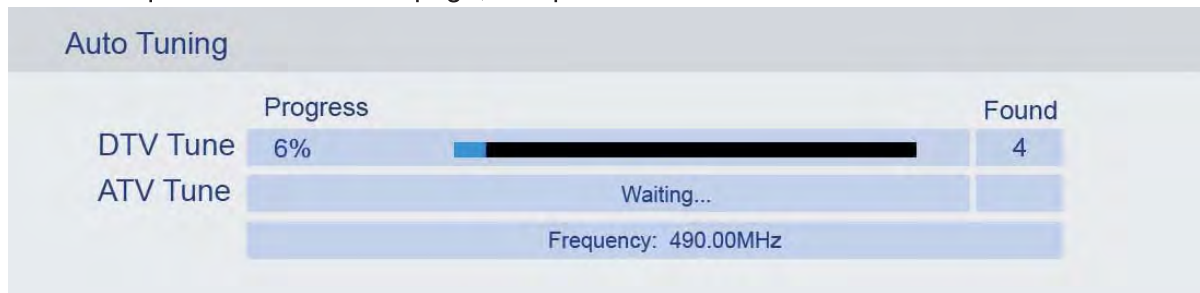 Auto Tuning
Progress Found
DTV Tune 6% 4
ATV Tune Waiting...
Frequency: 490.00MHz